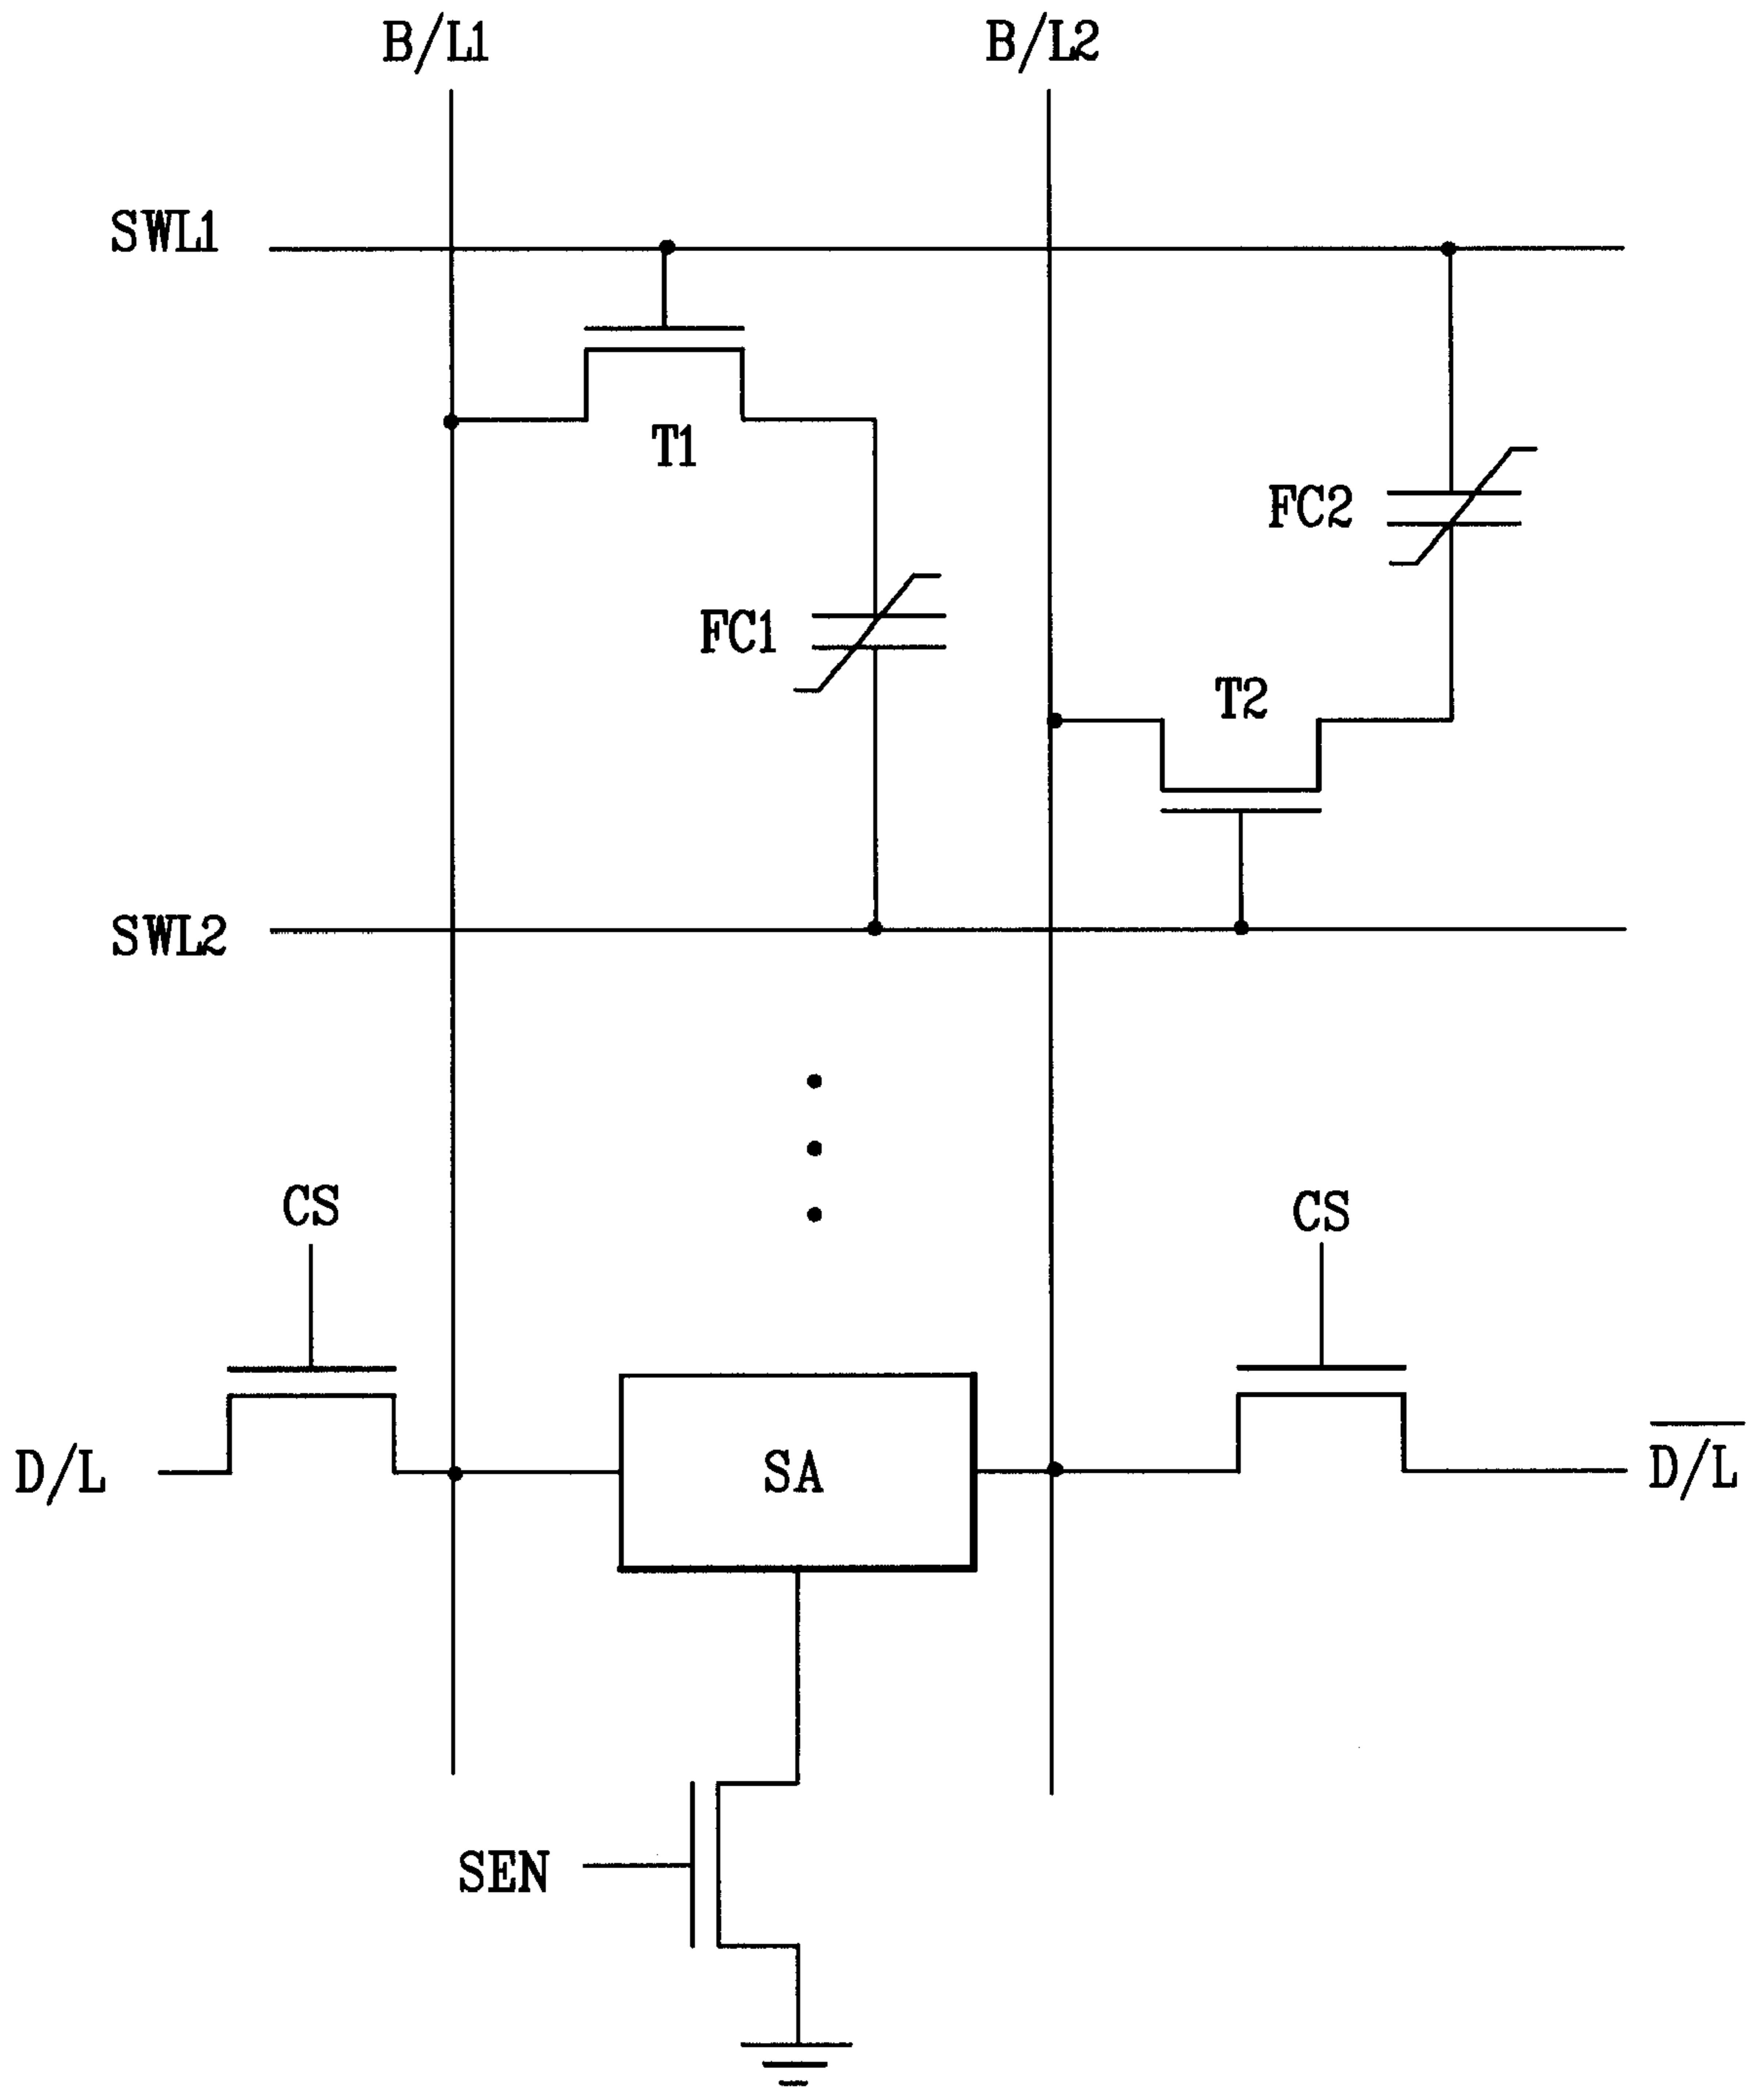 B/L1
B/L2
SWL1
T1
FC2
FC1
T2
SWL2
CS
CS
D/L
SA
D/L
SEN